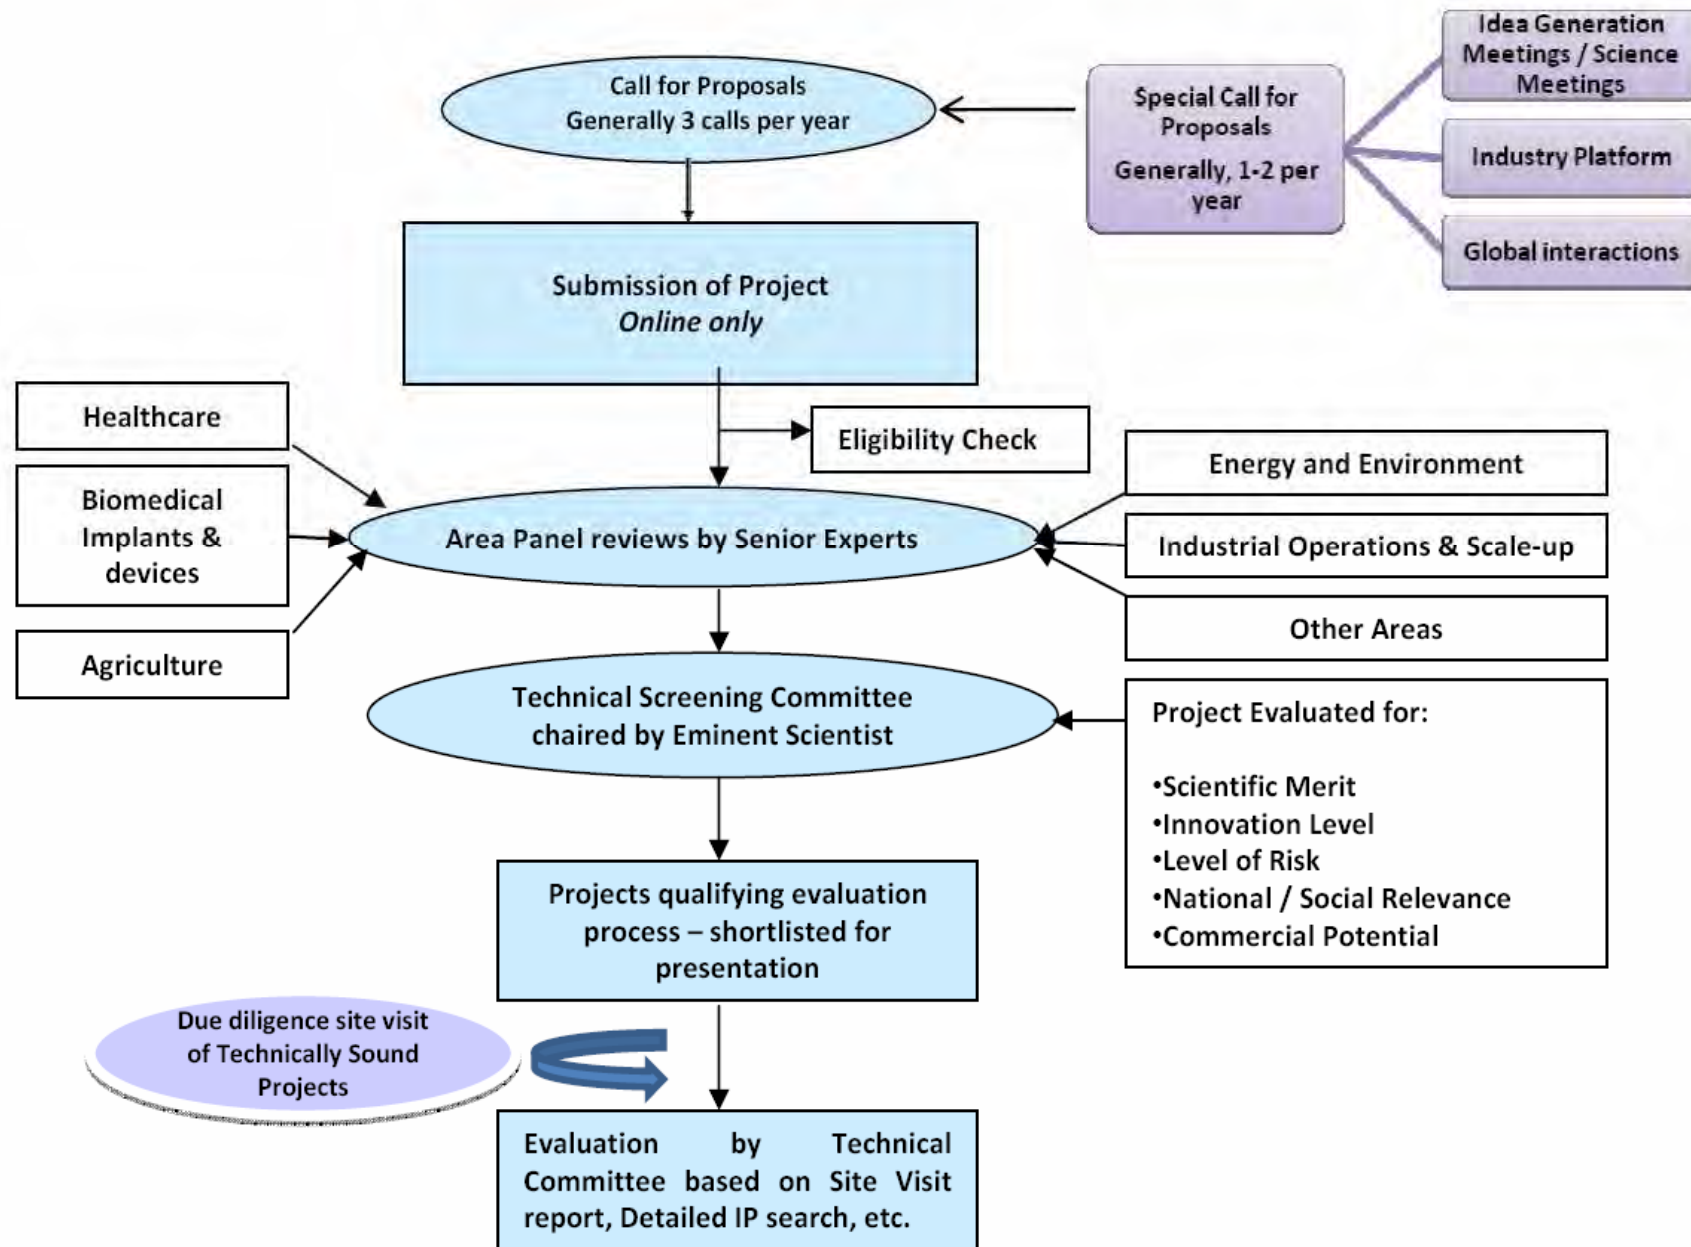 Call for Proposals
Generally 3 calls per year
Special Call for
Proposals
Generally, 1-2 per
year
Idea Generation
Meetings / Science
Meetings
Industry Platform
Global interactions
Submission of Project
Online only
Eligibility Check
Healthcare
Biomedical
Implants &
devices
Agriculture
Area Panel reviews by Senior Experts
Energy and Environment
Industrial Operations & Scale-up
Other Areas
Technical Screening Committee
chaired by Eminent Scientist
Project Evaluated for:
•Scientific Merit
•Innovation Level
•Level of Risk
•National / Social Relevance
•Commercial Potential
Projects qualifying evaluation
process – shortlisted for
presentation
Due diligence site visit
of Technically Sound
Projects
Evaluation by Technical
Committee based on Site Visit
report, Detailed IP search, etc.